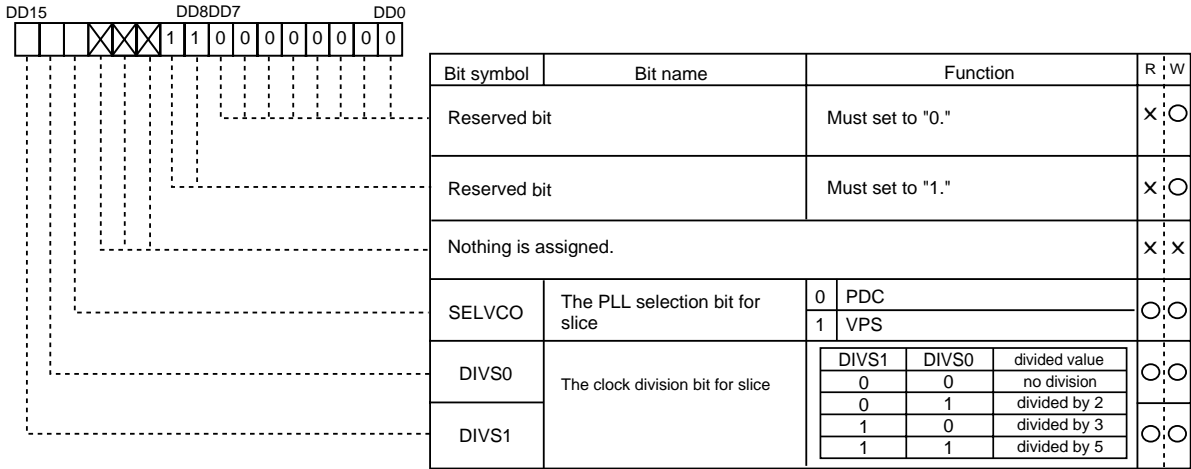 DD15 DD8DD7 DD0
1 1 0 0 0 0 0 0 0 0
Bit symbol Bit name Function R W
Reserved bit Must set to "0." × ○
Reserved bit Must set to "1." × ○
Nothing is assigned. × ×
SELVCO The PLL selection bit for slice 0 PDC ○ ○
1 VPS
DIVS0 The clock division bit for slice DIVS1 DIVS0 divided value ○ ○
0 0 no division
0 1 divided by 2
DIVS1 1 0 divided by 3 ○ ○
1 1 divided by 5